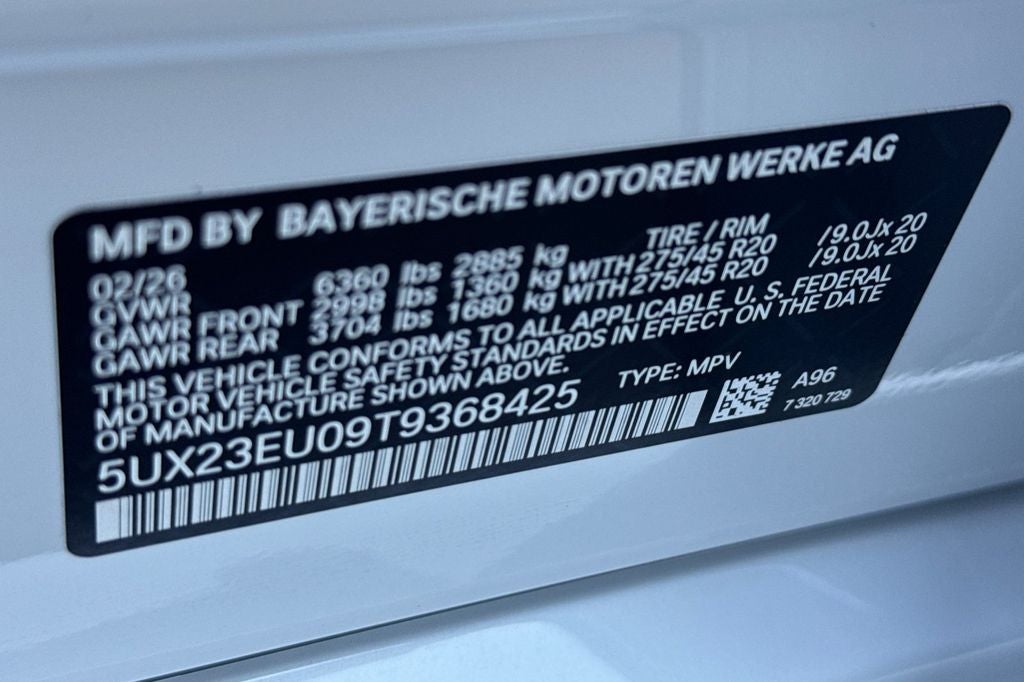 MFD BY BAYERISCHE MOTOREN WERKE AG
02/26 TIRE / RIM
GVWR 6360 lbs 2885 kg
GAWR FRONT 2998 lbs 1360 kg WITH 275/45 R20 /9.0Jx 20
GAWR REAR 3704 lbs 1680 kg WITH 275/45 R20 /9.0Jx 20
THIS VEHICLE CONFORMS TO ALL APPLICABLE U. S. FEDERAL
MOTOR VEHICLE SAFETY STANDARDS IN EFFECT ON THE DATE
OF MANUFACTURE SHOWN ABOVE.
5UX23EU09T9368425 TYPE: MPV
A96
7 320 729